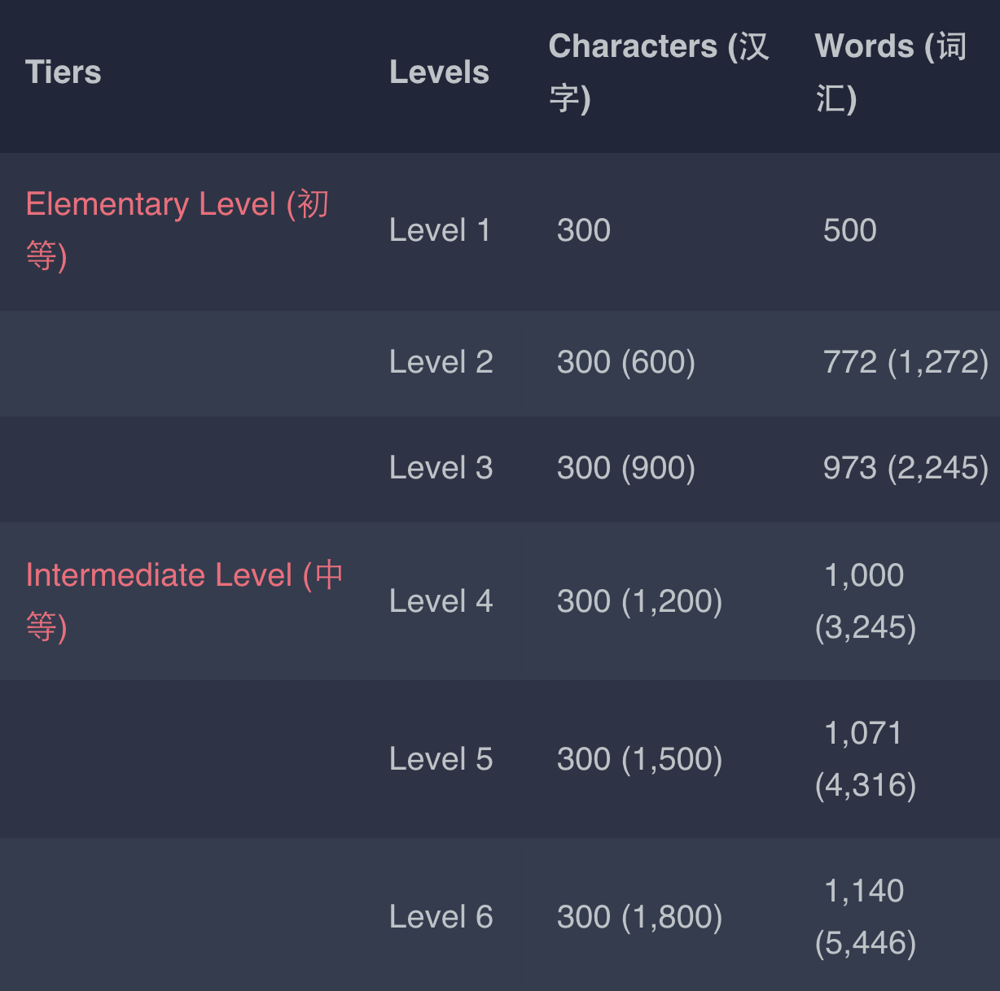 Tiers Levels Characters (汉字) Words (词汇)
Elementary Level (初等) Level 1 300 500
Level 2 300 (600) 772 (1,272)
Level 3 300 (900) 973 (2,245)
Intermediate Level (中等) Level 4 300 (1,200) 1,000 (3,245)
Level 5 300 (1,500) 1,071 (4,316)
Level 6 300 (1,800) 1,140 (5,446)